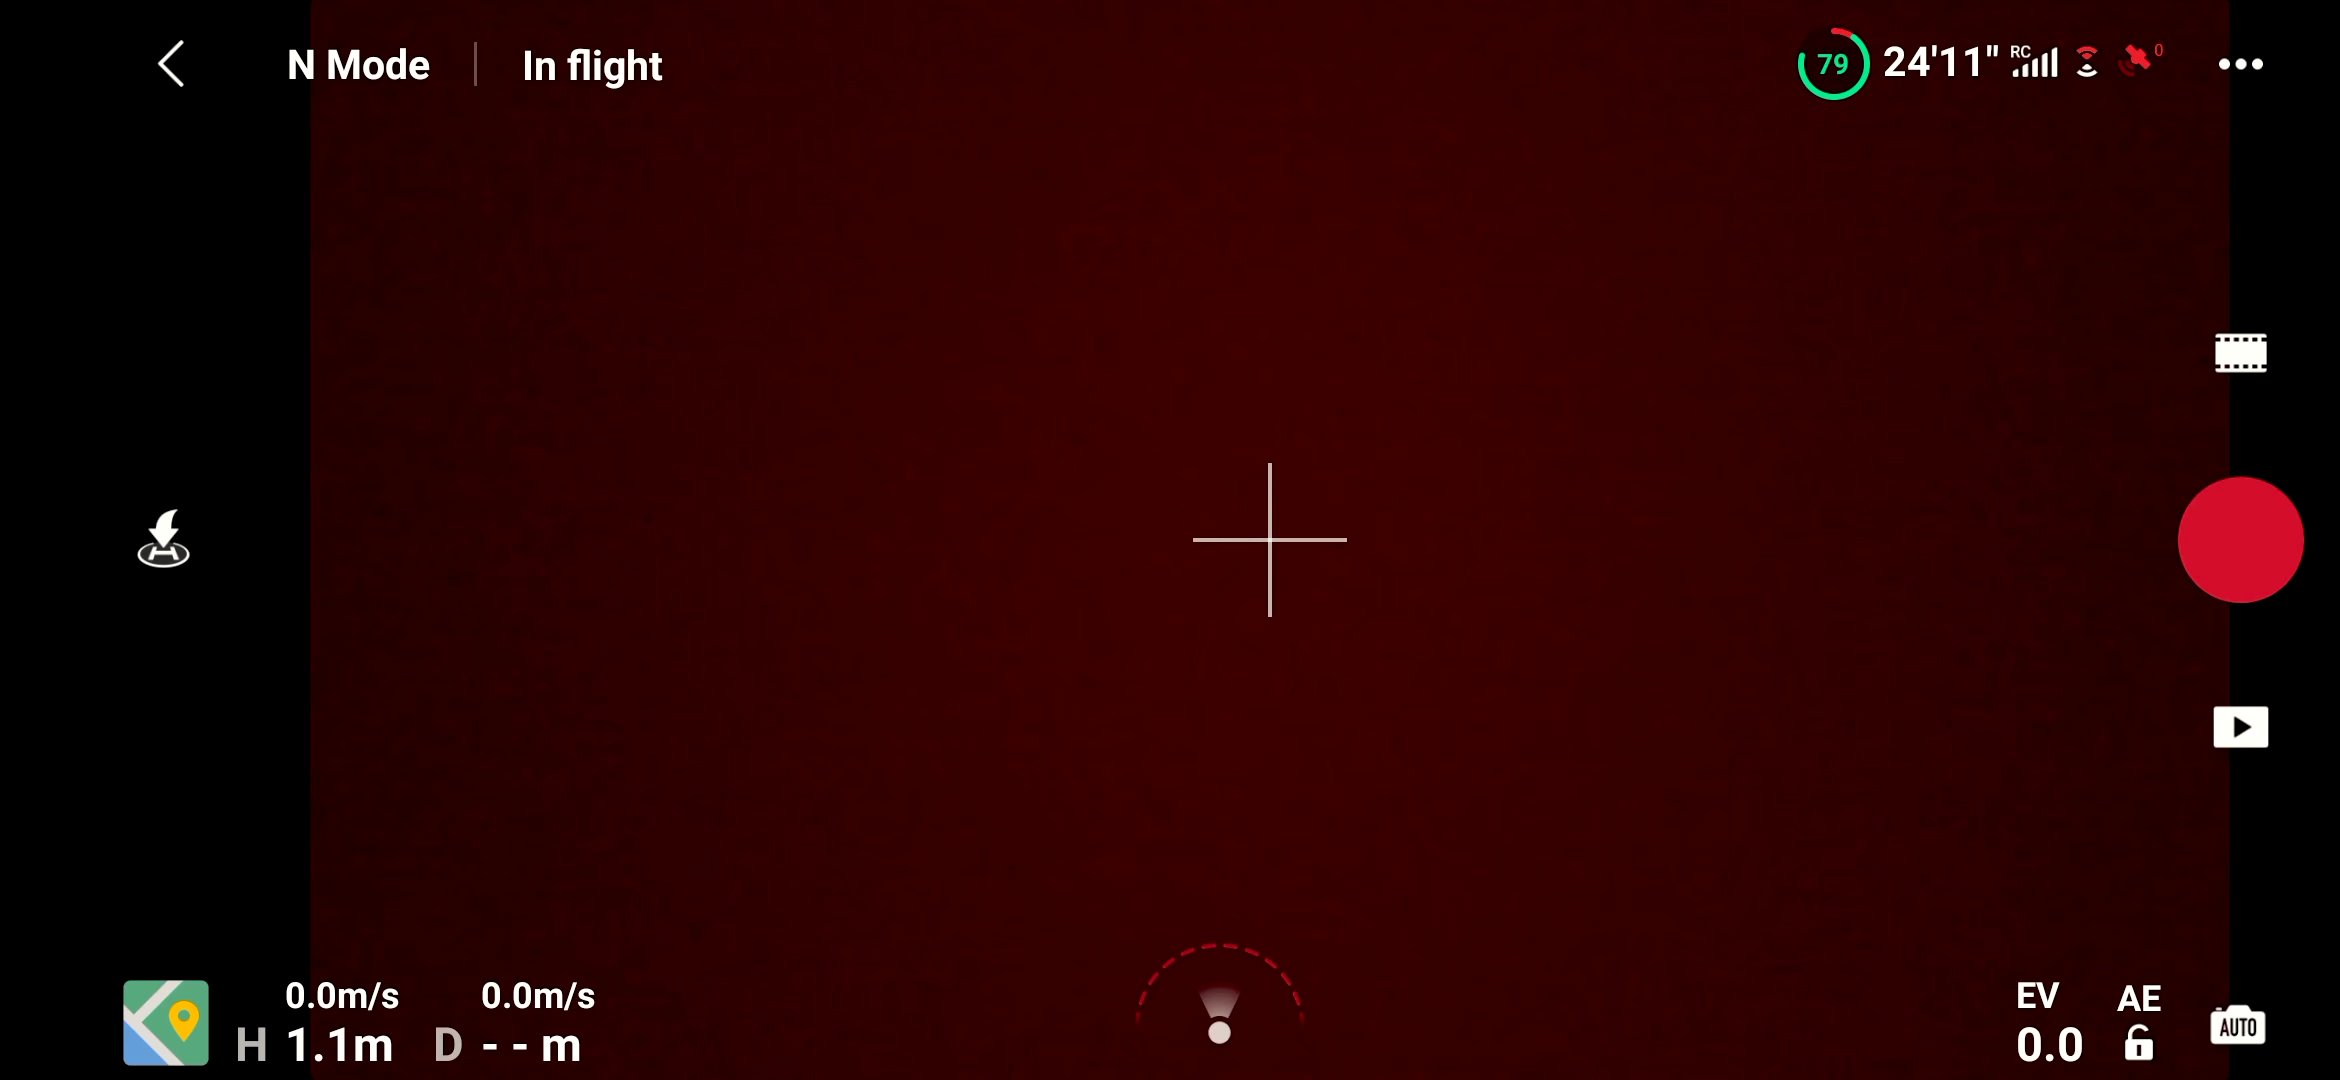 N Mode | In flight
79 24'11" RC 0
0.0m/s 0.0m/s
H 1.1m D - - m
EV AE
0.0
AUTO